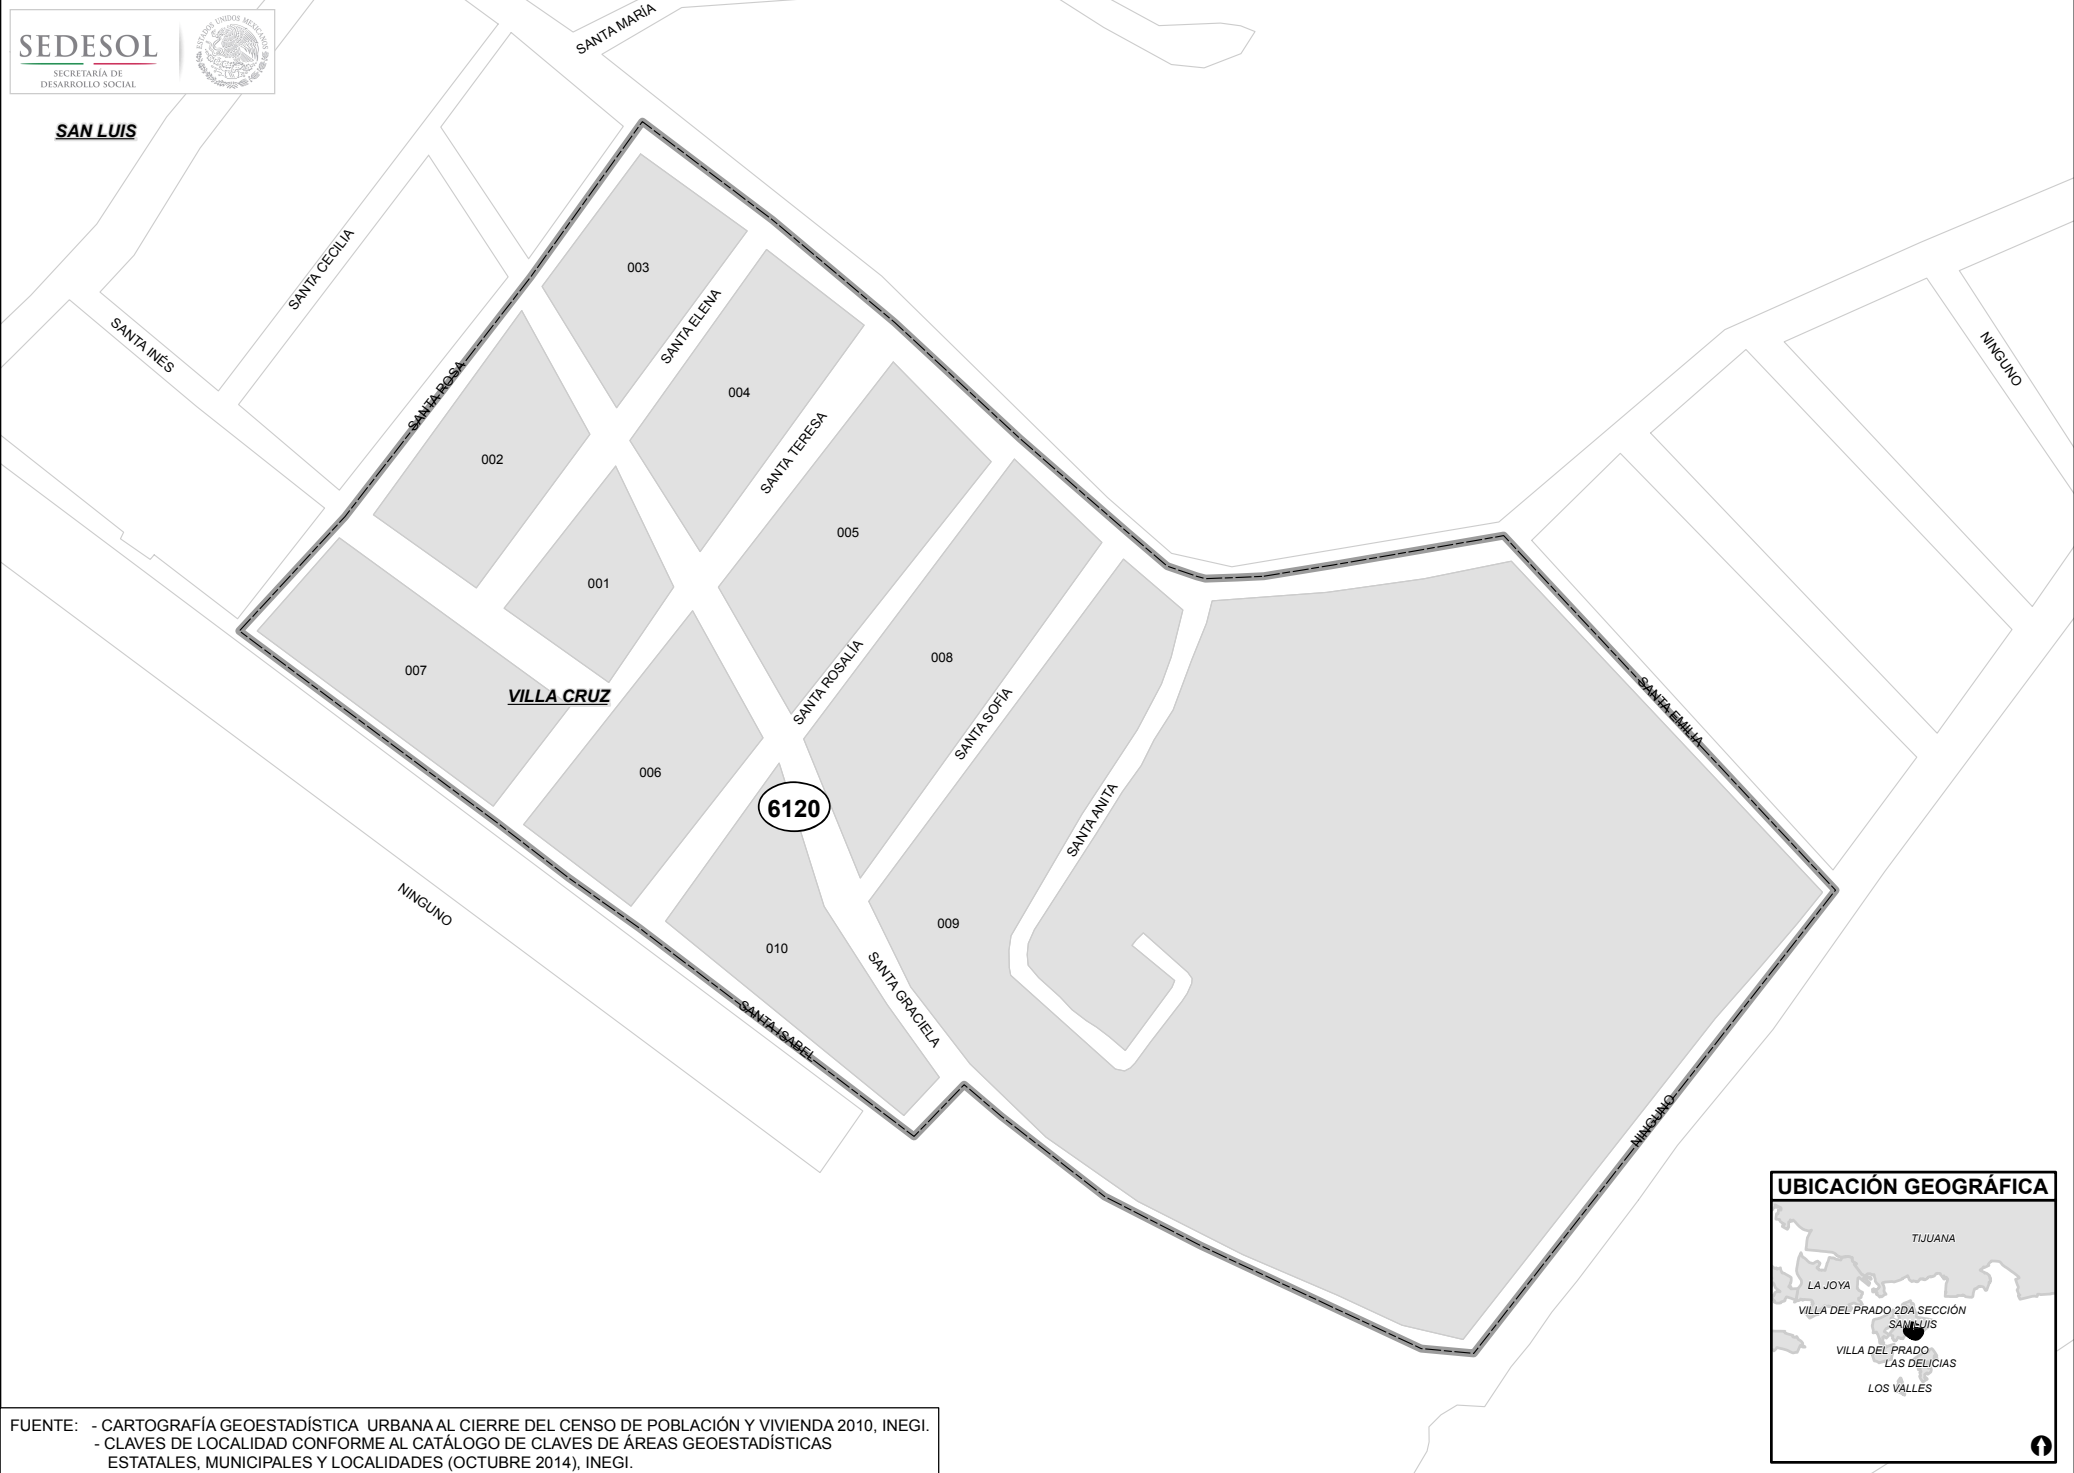 SEDESOL
SECRETARÍA DE
DESARROLLO SOCIAL
ESTADOS UNIDOS MEXICANOS
SANTA MARÍA
SAN LUIS
SANTA CECILIA
SANTA INÉS
SANTA ROSA
003
SANTA ELENA
004
002
SANTA TERESA
005
001
007
VILLA CRUZ
SANTA ROSALÍA
008
SANTA SOFÍA
006
6120
SANTA ANITA
NINGUNO
SANTA EMILIA
NINGUNO
009
010
SANTA GRACIELA
SANTA ISABEL
NINGUNO
UBICACIÓN GEOGRÁFICA
TIJUANA
LA JOYA
VILLA DEL PRADO 2DA SECCIÓN
SAN LUIS
VILLA DEL PRADO
LAS DELICIAS
LOS VALLES
FUENTE: - CARTOGRAFÍA GEOESTADÍSTICA URBANA AL CIERRE DEL CENSO DE POBLACIÓN Y VIVIENDA 2010, INEGI.
- CLAVES DE LOCALIDAD CONFORME AL CATÁLOGO DE CLAVES DE ÁREAS GEOESTADÍSTICAS
ESTATALES, MUNICIPALES Y LOCALIDADES (OCTUBRE 2014), INEGI.